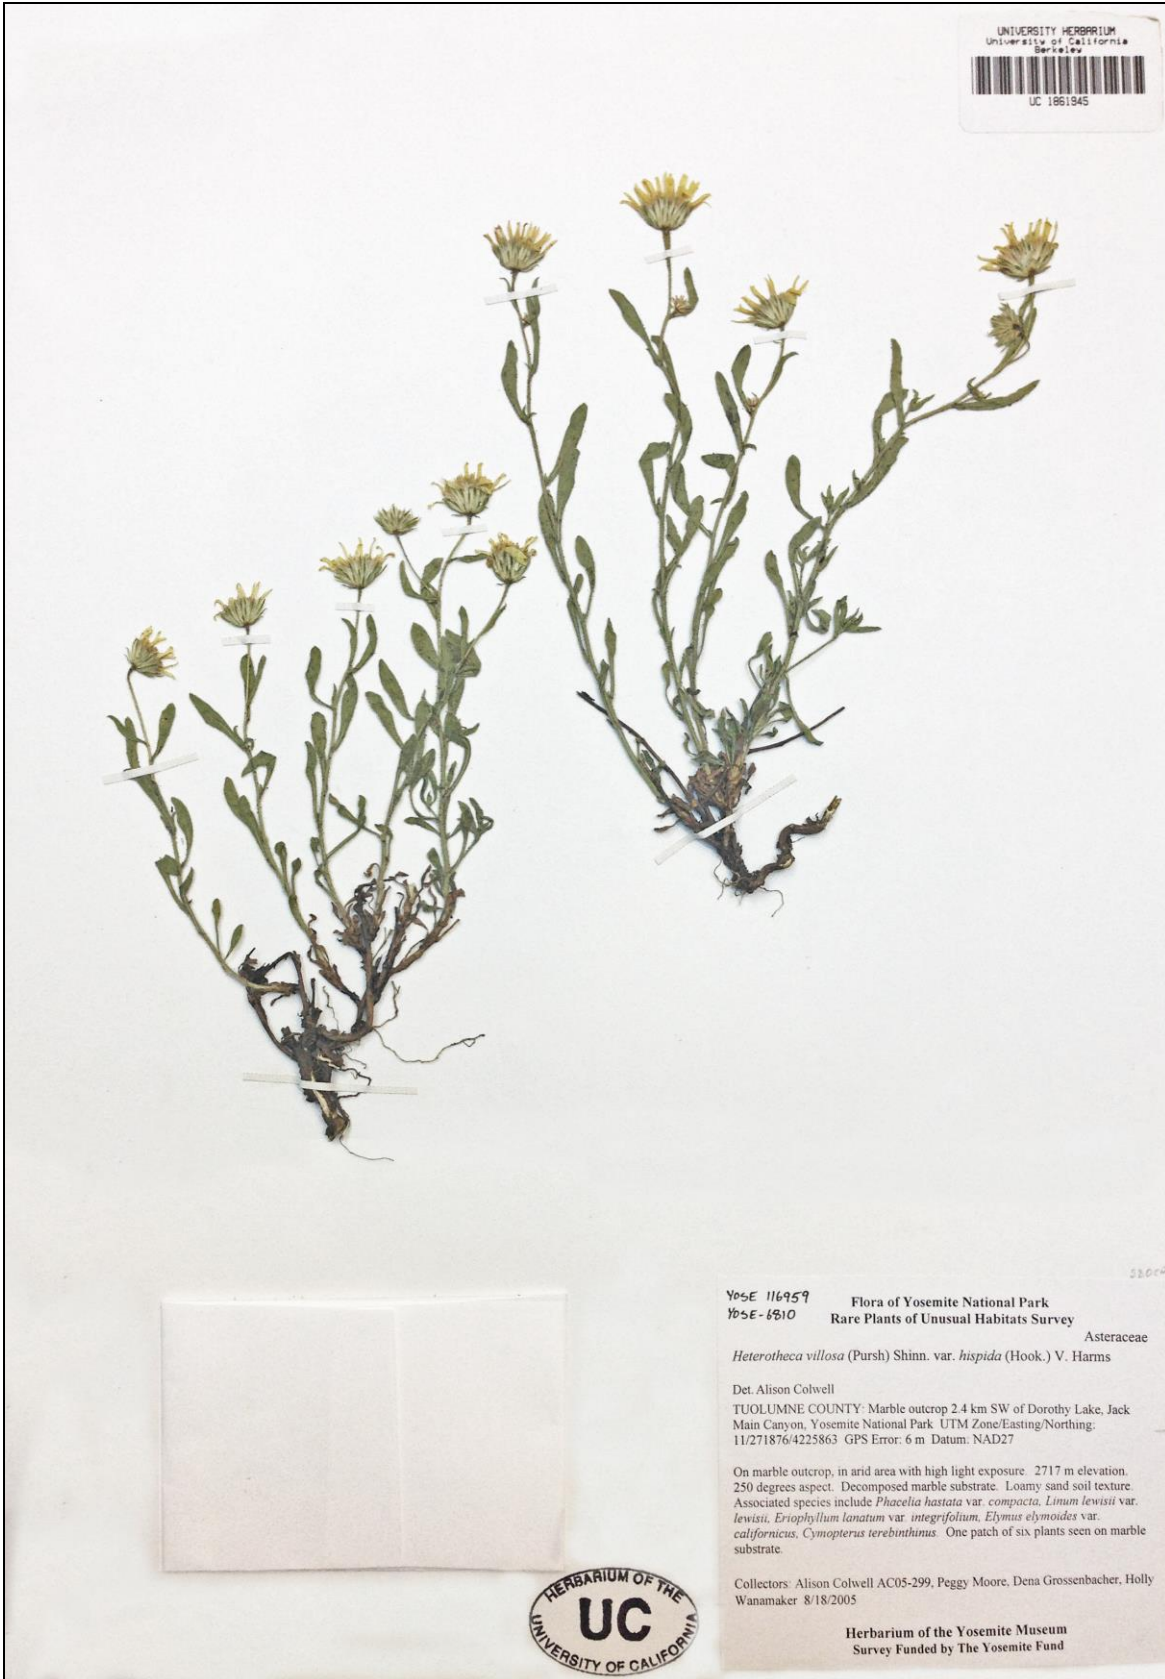 UNIVERSITY HERBARIUM
University of California
Berkeley
UC 1861945
YOSE 116959
YOSE-6810
Flora of Yosemite National Park
Rare Plants of Unusual Habitats Survey
Asteraceae
Heterotheca villosa (Pursh) Shinn. var. hispida (Hook.) V. Harms
Det. Alison Colwell
TUOLUMNE COUNTY: Marble outcrop 2.4 km SW of Dorothy Lake, Jack
Main Canyon, Yosemite National Park UTM Zone/Easting/Northing:
11/271876/4225863 GPS Error: 6 m Datum: NAD27
On marble outcrop, in arid area with high light exposure. 2717 m elevation.
250 degrees aspect. Decomposed marble substrate. Loamy sand soil texture.
Associated species include Phacelia hastata var. compacta, Linum lewisii var.
lewisii, Eriophyllum lanatum var. integrifolium, Elymus elymoides var.
californicus, Cymopterus terebinthinus. One patch of six plants seen on marble
substrate.
Collectors: Alison Colwell AC05-299, Peggy Moore, Dena Grossenbacher, Holly
Wanamaker 8/18/2005
Herbarium of the Yosemite Museum
Survey Funded by The Yosemite Fund
HERBARIUM OF THE
UC
UNIVERSITY OF CALIFORNIA